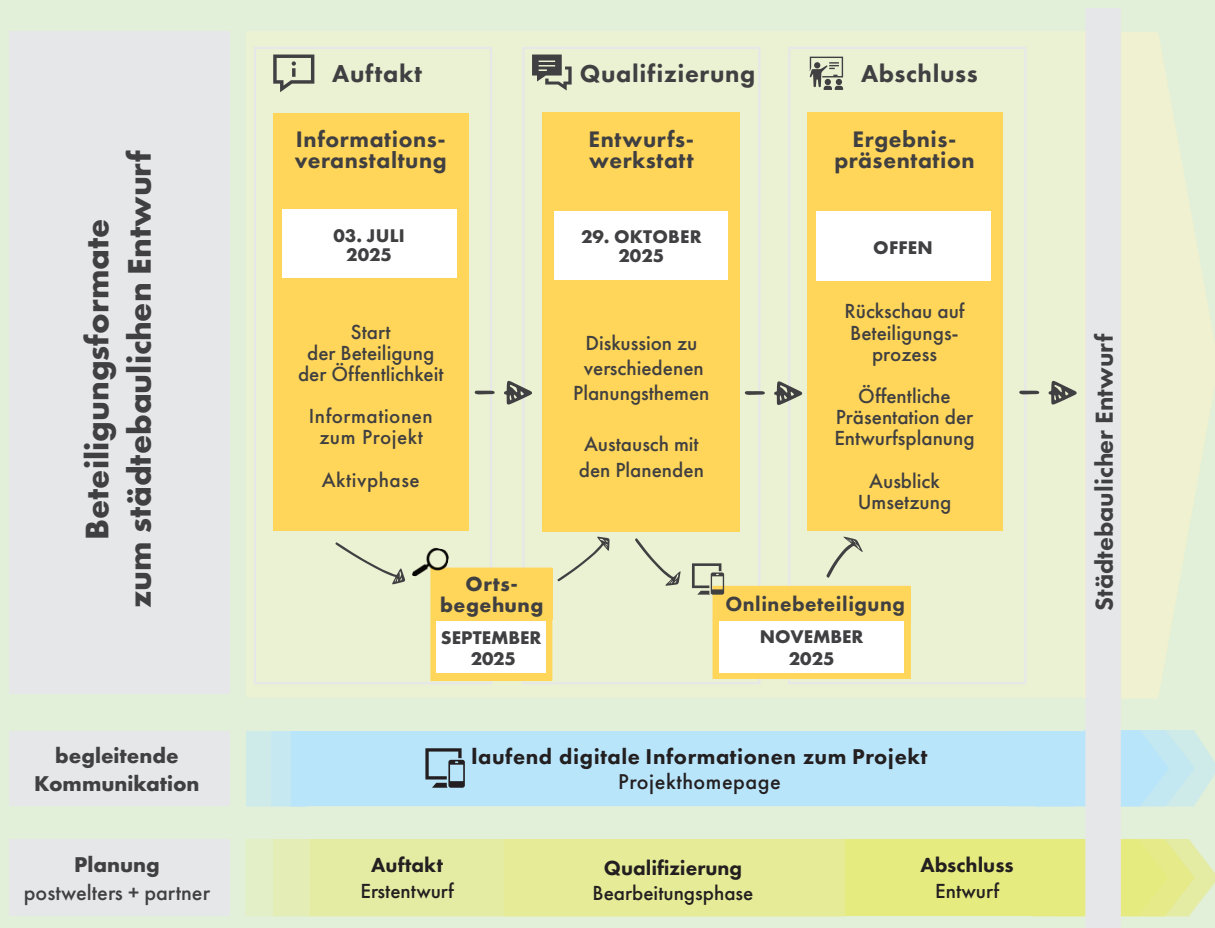 Beteiligungsformate
zum städtebaulichen Entwurf
Auftakt
Informations-
veranstaltung
03. JULI
2025
Start
der Beteiligung
der Öffentlichkeit
Informationen
zum Projekt
Aktivphase
Orts-
begehung
SEPTEMBER
2025
Qualifizierung
Entwurfs-
werkstatt
29. OKTOBER
2025
Diskussion zu
verschiedenen
Planungsthemen
Austausch mit
den Planenden
Onlinebeteiligung
NOVEMBER
2025
Abschluss
Ergebnis-
präsentation
OFFEN
Rückschau auf
Beteiligungs-
prozess
Öffentliche
Präsentation der
Entwurfsplanung
Ausblick
Umsetzung
Städtebaulicher Entwurf
begleitende
Kommunikation
laufend digitale Informationen zum Projekt
Projekthomepage
Planung
postwelters + partner
Auftakt
Erstentwurf
Qualifizierung
Bearbeitungsphase
Abschluss
Entwurf